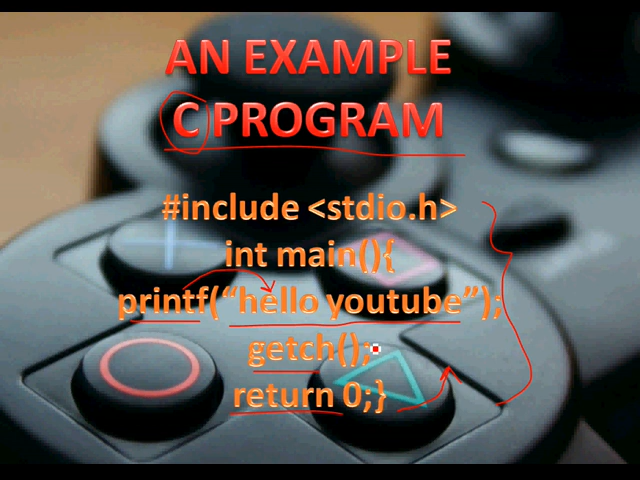 AN EXAMPLE
C PROGRAM
#include <stdio.h>
int main(){
printf(“hello youtube”);
getch();
return 0;}